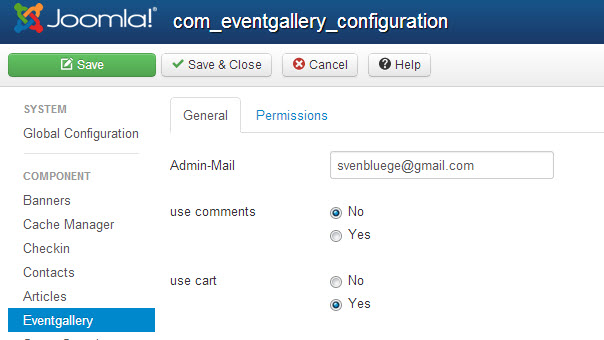 Joomla! com_eventgallery_configuration
Save Save & Close Cancel Help
SYSTEM
Global Configuration
COMPONENT
Banners
Cache Manager
Checkin
Contacts
Articles
Eventgallery
General Permissions
Admin-Mail svenbluege@gmail.com
use comments No
Yes
use cart No
Yes